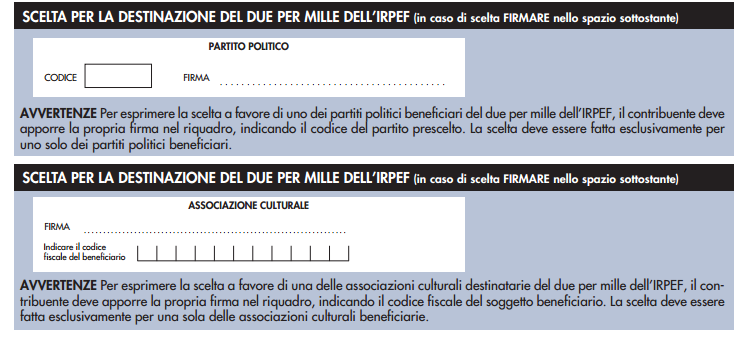 SCELTA PER LA DESTINAZIONE DEL DUE PER MILLE DELL'IRPEF (in caso di scelta FIRMARE nello spazio sottostante)
PARTITO POLITICO
CODICE FIRMA
AVVERTENZE Per esprimere la scelta a favore di uno dei partiti politici beneficiari del due per mille dell'IRPEF, il contribuente deve
apporre la propria firma nel riquadro, indicando il codice del partito prescelto. La scelta deve essere fatta esclusivamente per
uno solo dei partiti politici beneficiari.
SCELTA PER LA DESTINAZIONE DEL DUE PER MILLE DELL'IRPEF (in caso di scelta FIRMARE nello spazio sottostante)
ASSOCIAZIONE CULTURALE
FIRMA
Indicare il codice
fiscale del beneficiario
AVVERTENZE Per esprimere la scelta a favore di una delle associazioni culturali destinatarie del due per mille dell'IRPEF, il con-
tribuente deve apporre la propria firma nel riquadro, indicando il codice fiscale del soggetto beneficiario. La scelta deve essere
fatta esclusivamente per una sola delle associazioni culturali beneficiarie.